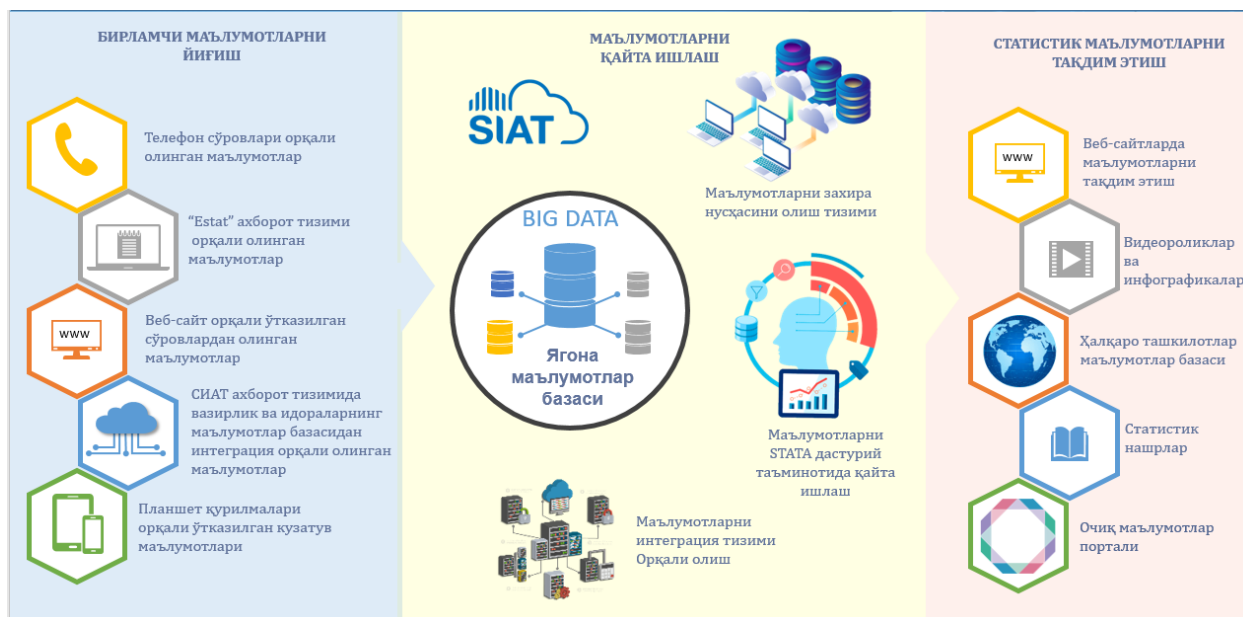 БИРЛАМЧИ МАЪЛУМОТЛАРНИ
ЙИҒИШ
Телефон сўровлари орқали
олинган маълумотлар
“Estat” ахборот тизими
орқали олинган
маълумотлар
www
Веб-сайт орқали ўтказилган
сўровлардан олинган
маълумотлар
СИАТ ахборот тизимида
вазирлик ва идораларнинг
маълумотлар базасидан
интеграция орқали олинган
маълумотлар
Планшет қурилмалари
орқали ўтказилган кузатув
маълумотлари
МАЪЛУМОТЛАРНИ
ҚАЙТА ИШЛАШ
SIAT
Маълумотларни захира
нусҳасини олиш тизими
BIG DATA
Ягона
маълумотлар
базаси
Маълумотларни
STATA дастурий
таъминотида қайта
ишлаш
Маълумотларни
интеграция тизими
Орқали олиш
СТАТИСТИК МАЪЛУМОТЛАРНИ
ТАҚДИМ ЭТИШ
www
Веб-сайтларда
маълумотларни
тақдим этиш
Видеороликлар
ва
инфографикалар
Ҳалқаро ташкилотлар
маълумотлар базаси
Статистик
нашрлар
Очиқ маълумотлар
портали